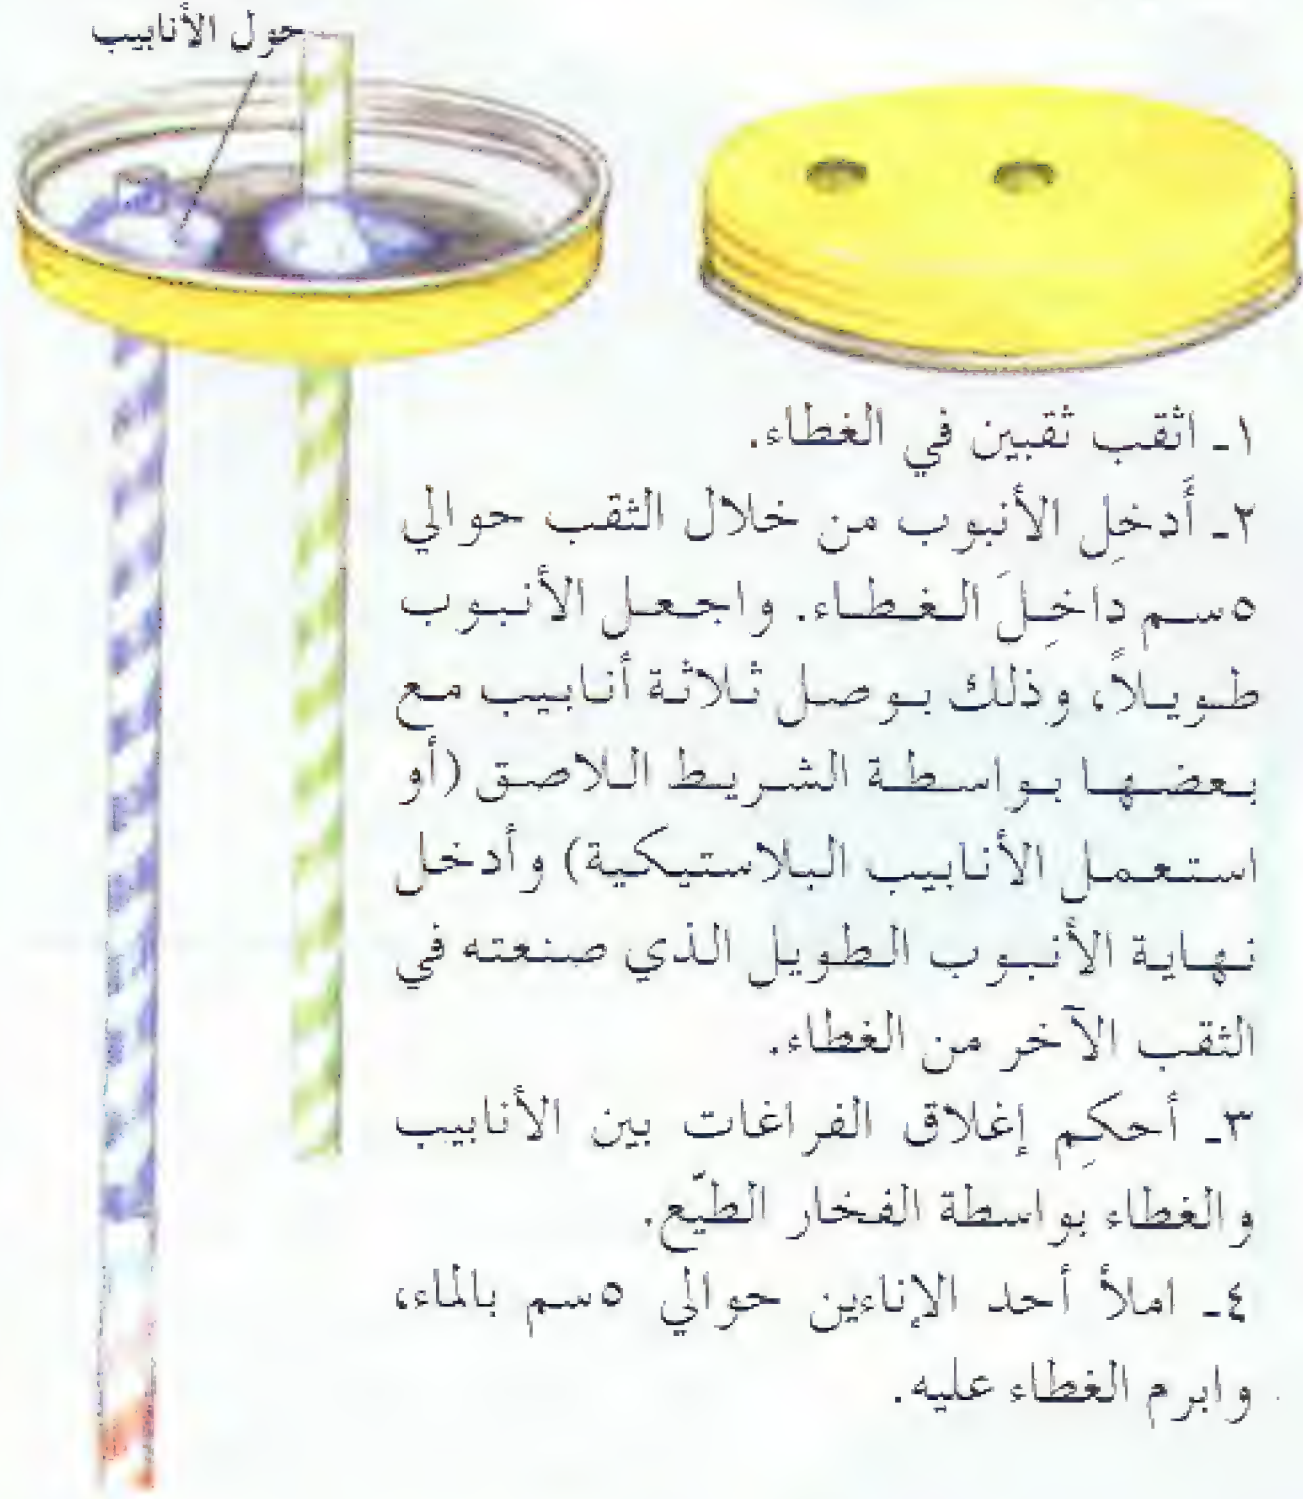 حول الأنابيب
١ـ اثقب ثقبين في الغطاء.
٢ـ أَدخِلِ الأنبوب من خلال الثقب حوالي
٥سم داخِلَ الغطاء. واجعل الأنبوب
طويلاً، وذلك بوصل ثلاثة أنابيب مع
بعضها بواسطة الشريط اللاصق (أو
استعمل الأنابيب البلاستيكية) وأدخل
نهاية الأنبوب الطويل الذي صنعته في
الثقب الآخر من الغطاء.
٣ـ أحكِم إغلاق الفراغات بين الأنابيب
والغطاء بواسطة الفخار الطيّع.
٤ـ املأ أحد الإناءين حوالي ٥سم بالماء،
وابرم الغطاء عليه.